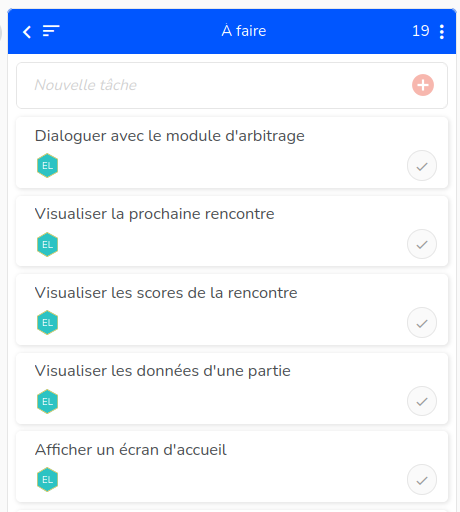 À faire
19
Nouvelle tâche
Dialoguer avec le module d'arbitrage
EL
Visualiser la prochaine rencontre
EL
Visualiser les scores de la rencontre
EL
Visualiser les données d'une partie
EL
Afficher un écran d'accueil
EL